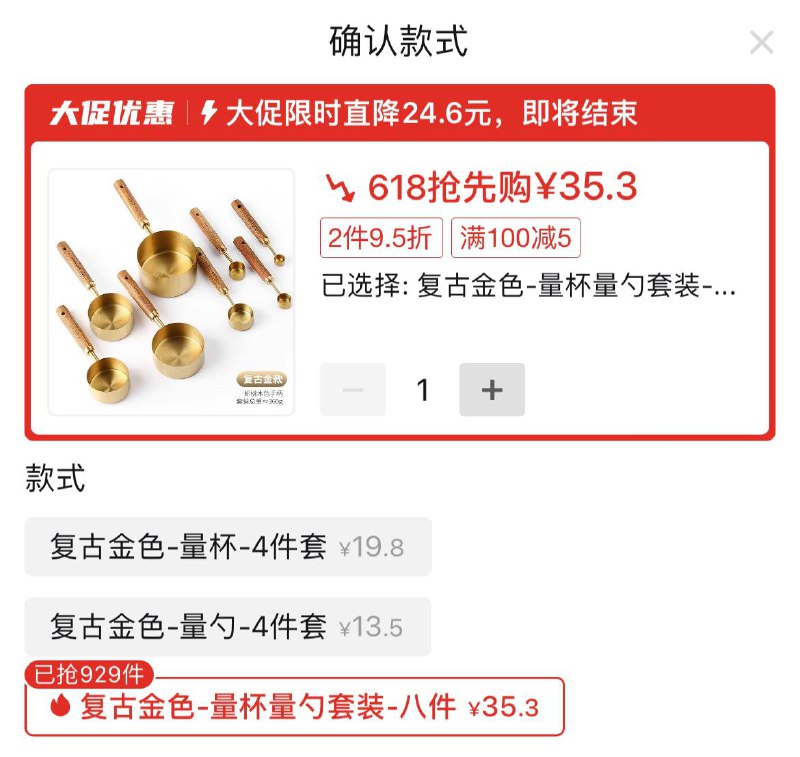 确认款式
大促优惠 大促限时直降24.6元，即将结束
618抢先购¥35.3
2件9.5折 满100减5
已选择: 复古金色-量杯量勺套装-...
复古金款
1
款式
复古金色-量杯-4件套 ¥19.8
复古金色-量勺-4件套 ¥13.5
已抢929件
复古金色-量杯量勺套装-八件 ¥35.3